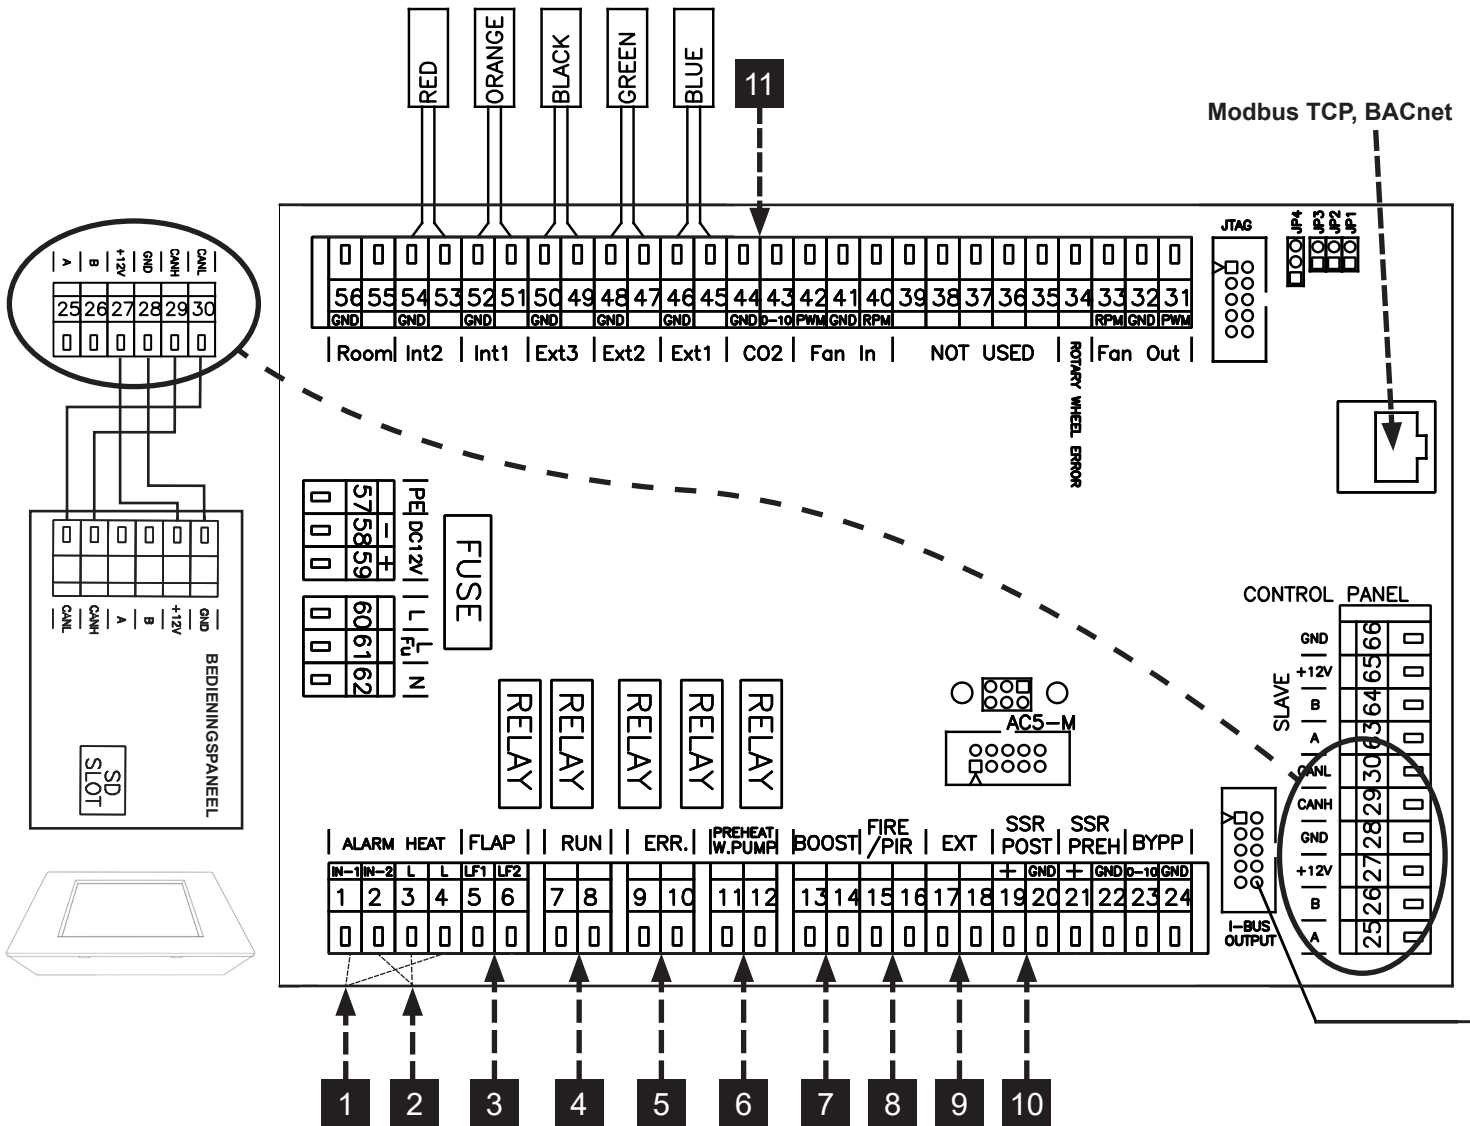 RED
ORANGE
BLACK
GREEN
BLUE
11
Modbus TCP, BACnet
A B +12V GND CANH CANL
25 26 27 28 29 30
JTAG
JP4 JP3 JP2 JP1
56 55 54 53 52 51 50 49 48 47 46 45 44 43 42 41 40 39 38 37 36 35 34 33 32 31
GND GND GND GND GND GND GND 0-10 PWM GND RPM RPM GND PWM
Room Int2 Int1 Ext3 Ext2 Ext1 CO2 Fan In NOT USED ROTARY WHEEL ERROR Fan Out
57 PE
58 - DC12V
59 +
60 L
61 L Fu
62 N
FUSE
CANL CANH A B +12V GND
BEDIENINGSPANEEL
SD
SLOT
RELAY
RELAY
RELAY
RELAY
RELAY
AC5-M
CONTROL PANEL
SLAVE
GND 66
+12V 65
B 64
A 63
CANL 30
CANH 29
GND 28
+12V 27
B 26
A 25
I-BUS
OUTPUT
ALARM HEAT FLAP RUN ERR. PREHEAT W.PUMP BOOST FIRE /PIR EXT SSR POST SSR PREH BYPP
IN-1 IN-2 L L LF1 LF2 + GND + GND 0-10 GND
1 2 3 4 5 6 7 8 9 10 11 12 13 14 15 16 17 18 19 20 21 22 23 24
1 2 3 4 5 6 7 8 9 10